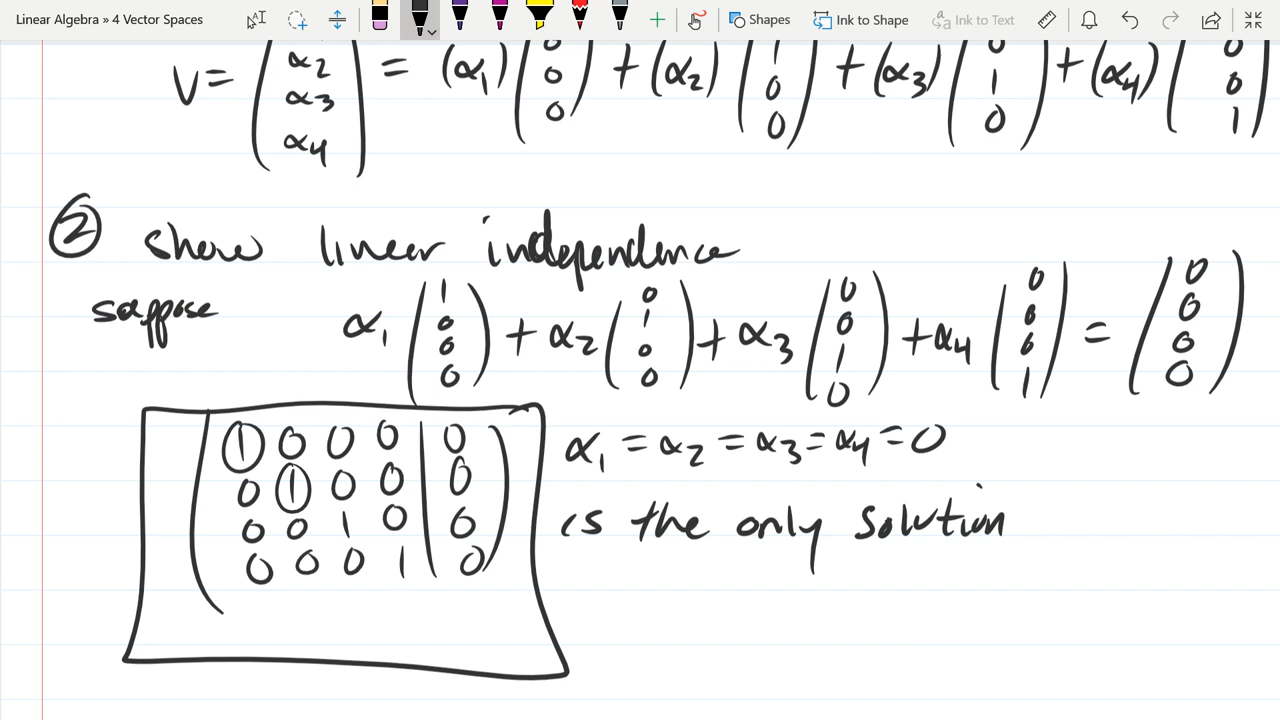 Linear Algebra » 4 Vector Spaces Shapes Ink to Shape Ink to Text
V = (α2 α3 α4) = (α1)(0 0 0) + (α2)(1 0 0) + (α3)(0 1 0) + (α4)(0 0 1)
② show linear independence
suppose α1 (1 0 0 0) + α2 (0 1 0 0) + α3 (0 0 1 0) + α4 (0 0 0 1) = (0 0 0 0)
1 0 0 0 | 0
0 1 0 0 | 0
0 0 1 0 | 0
0 0 0 1 | 0
α1 = α2 = α3 = α4 = 0
is the only solution